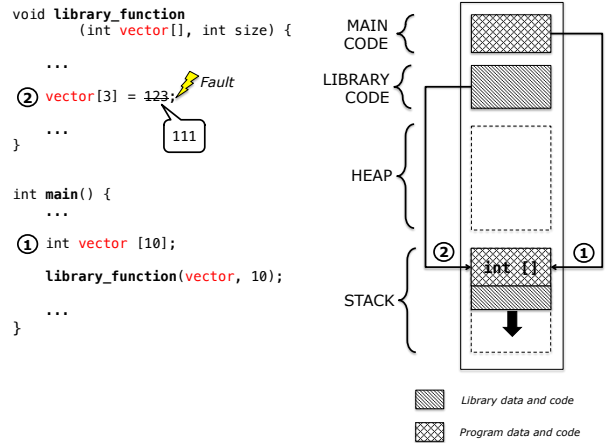 void library_function
(int vector[], int size) {
...
② vector[3] = 123;
Fault
111
...
}
int main() {
...
① int vector [10];
library_function(vector, 10);
...
}
MAIN
CODE
LIBRARY
CODE
HEAP
② ①
int []
STACK
Library data and code
Program data and code